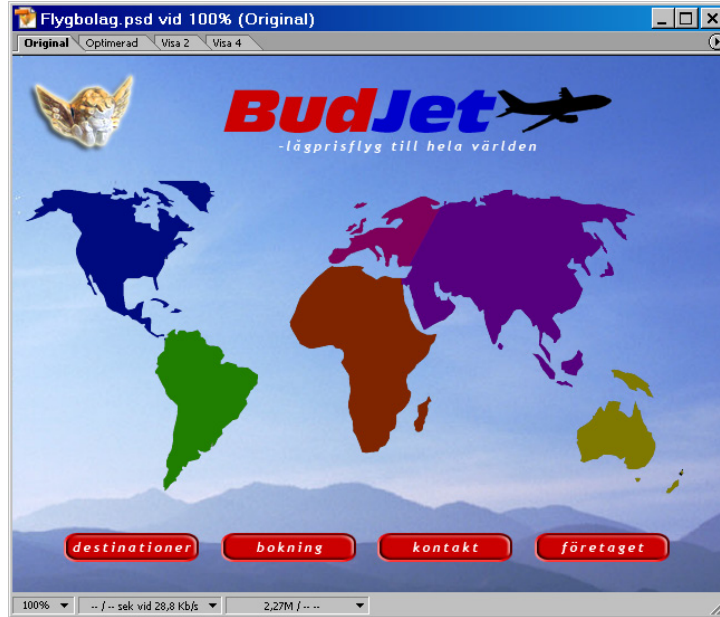 Flygbolag.psd vid 100% (Original)
Original Optimerad Visa 2 Visa 4
BudJet
-lågprisflyg till hela världen
destinationer bokning kontakt företaget
100% -- / -- sek vid 28,8 Kb/s 2,27M / -- --